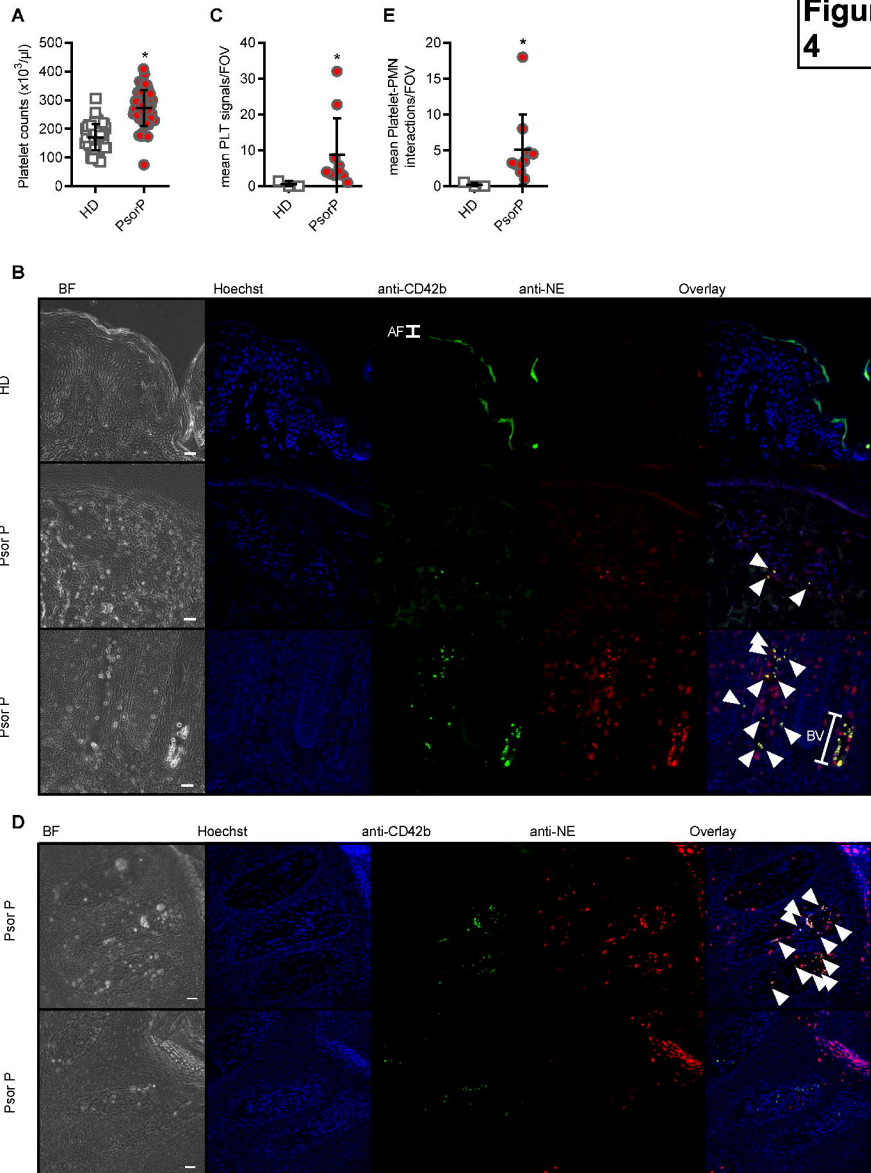 Figur
4
A
Platelet counts (x10³/µl)
500
400
300
200
100
0
*
HD
PsorP
C
mean PLT signals/FOV
40
30
20
10
0
*
HD
PsorP
E
mean Platelet-PMN
interactions/FOV
20
15
10
5
0
*
HD
PsorP
B
BF
Hoechst
anti-CD42b
anti-NE
Overlay
HD
AF
Psor P
Psor P
BV
D
BF
Hoechst
anti-CD42b
anti-NE
Overlay
Psor P
Psor P